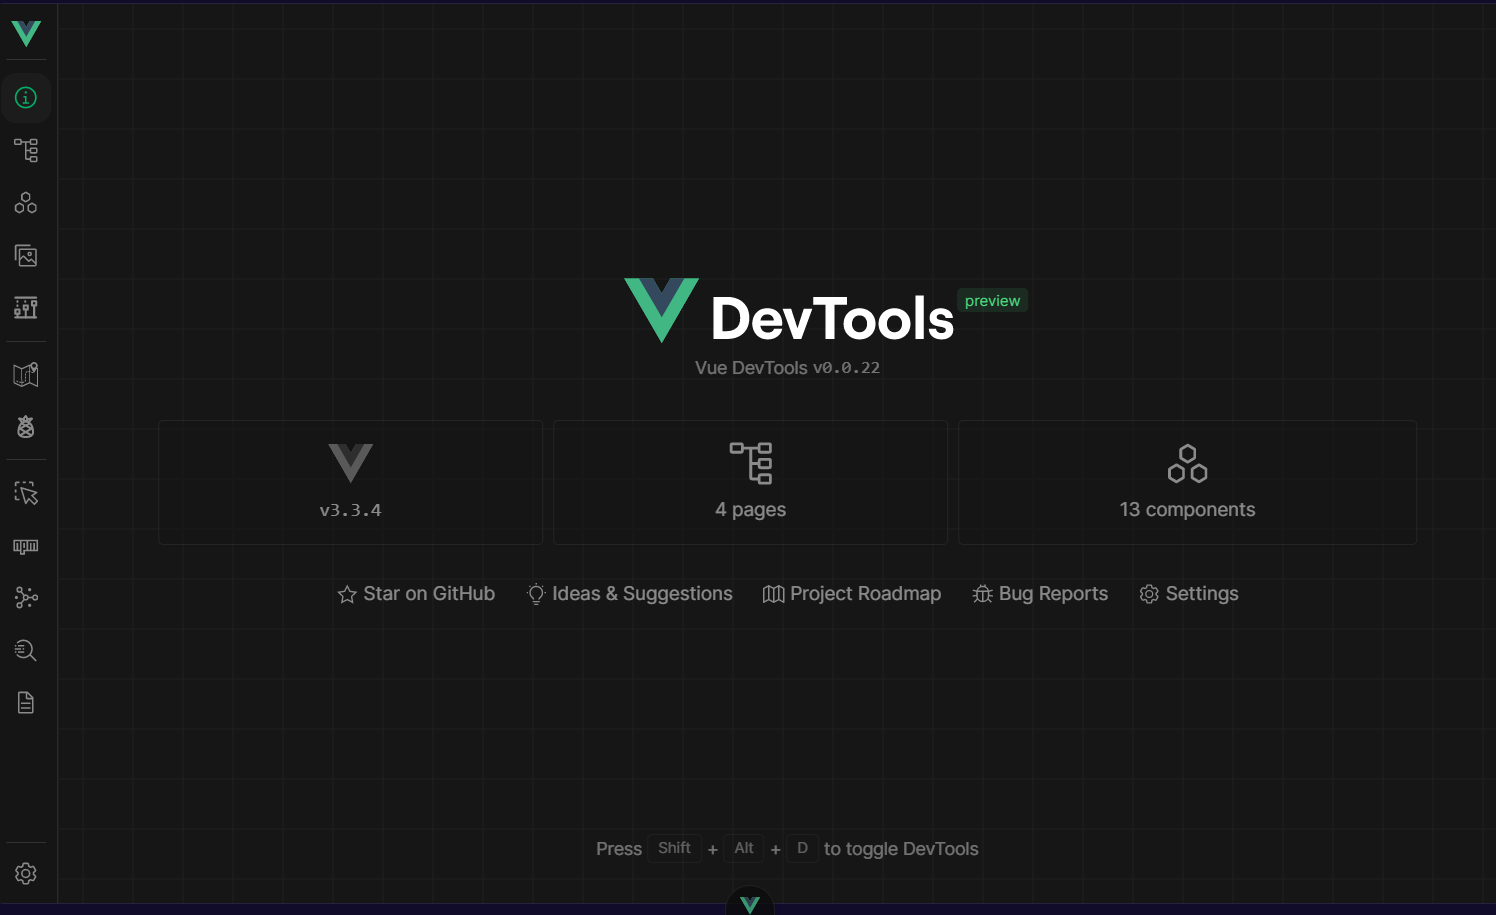 DevTools
preview
Vue DevTools v0.0.22
v3.3.4
4 pages
13 components
Star on GitHub
Ideas & Suggestions
Project Roadmap
Bug Reports
Settings
Press Shift + Alt + D to toggle DevTools